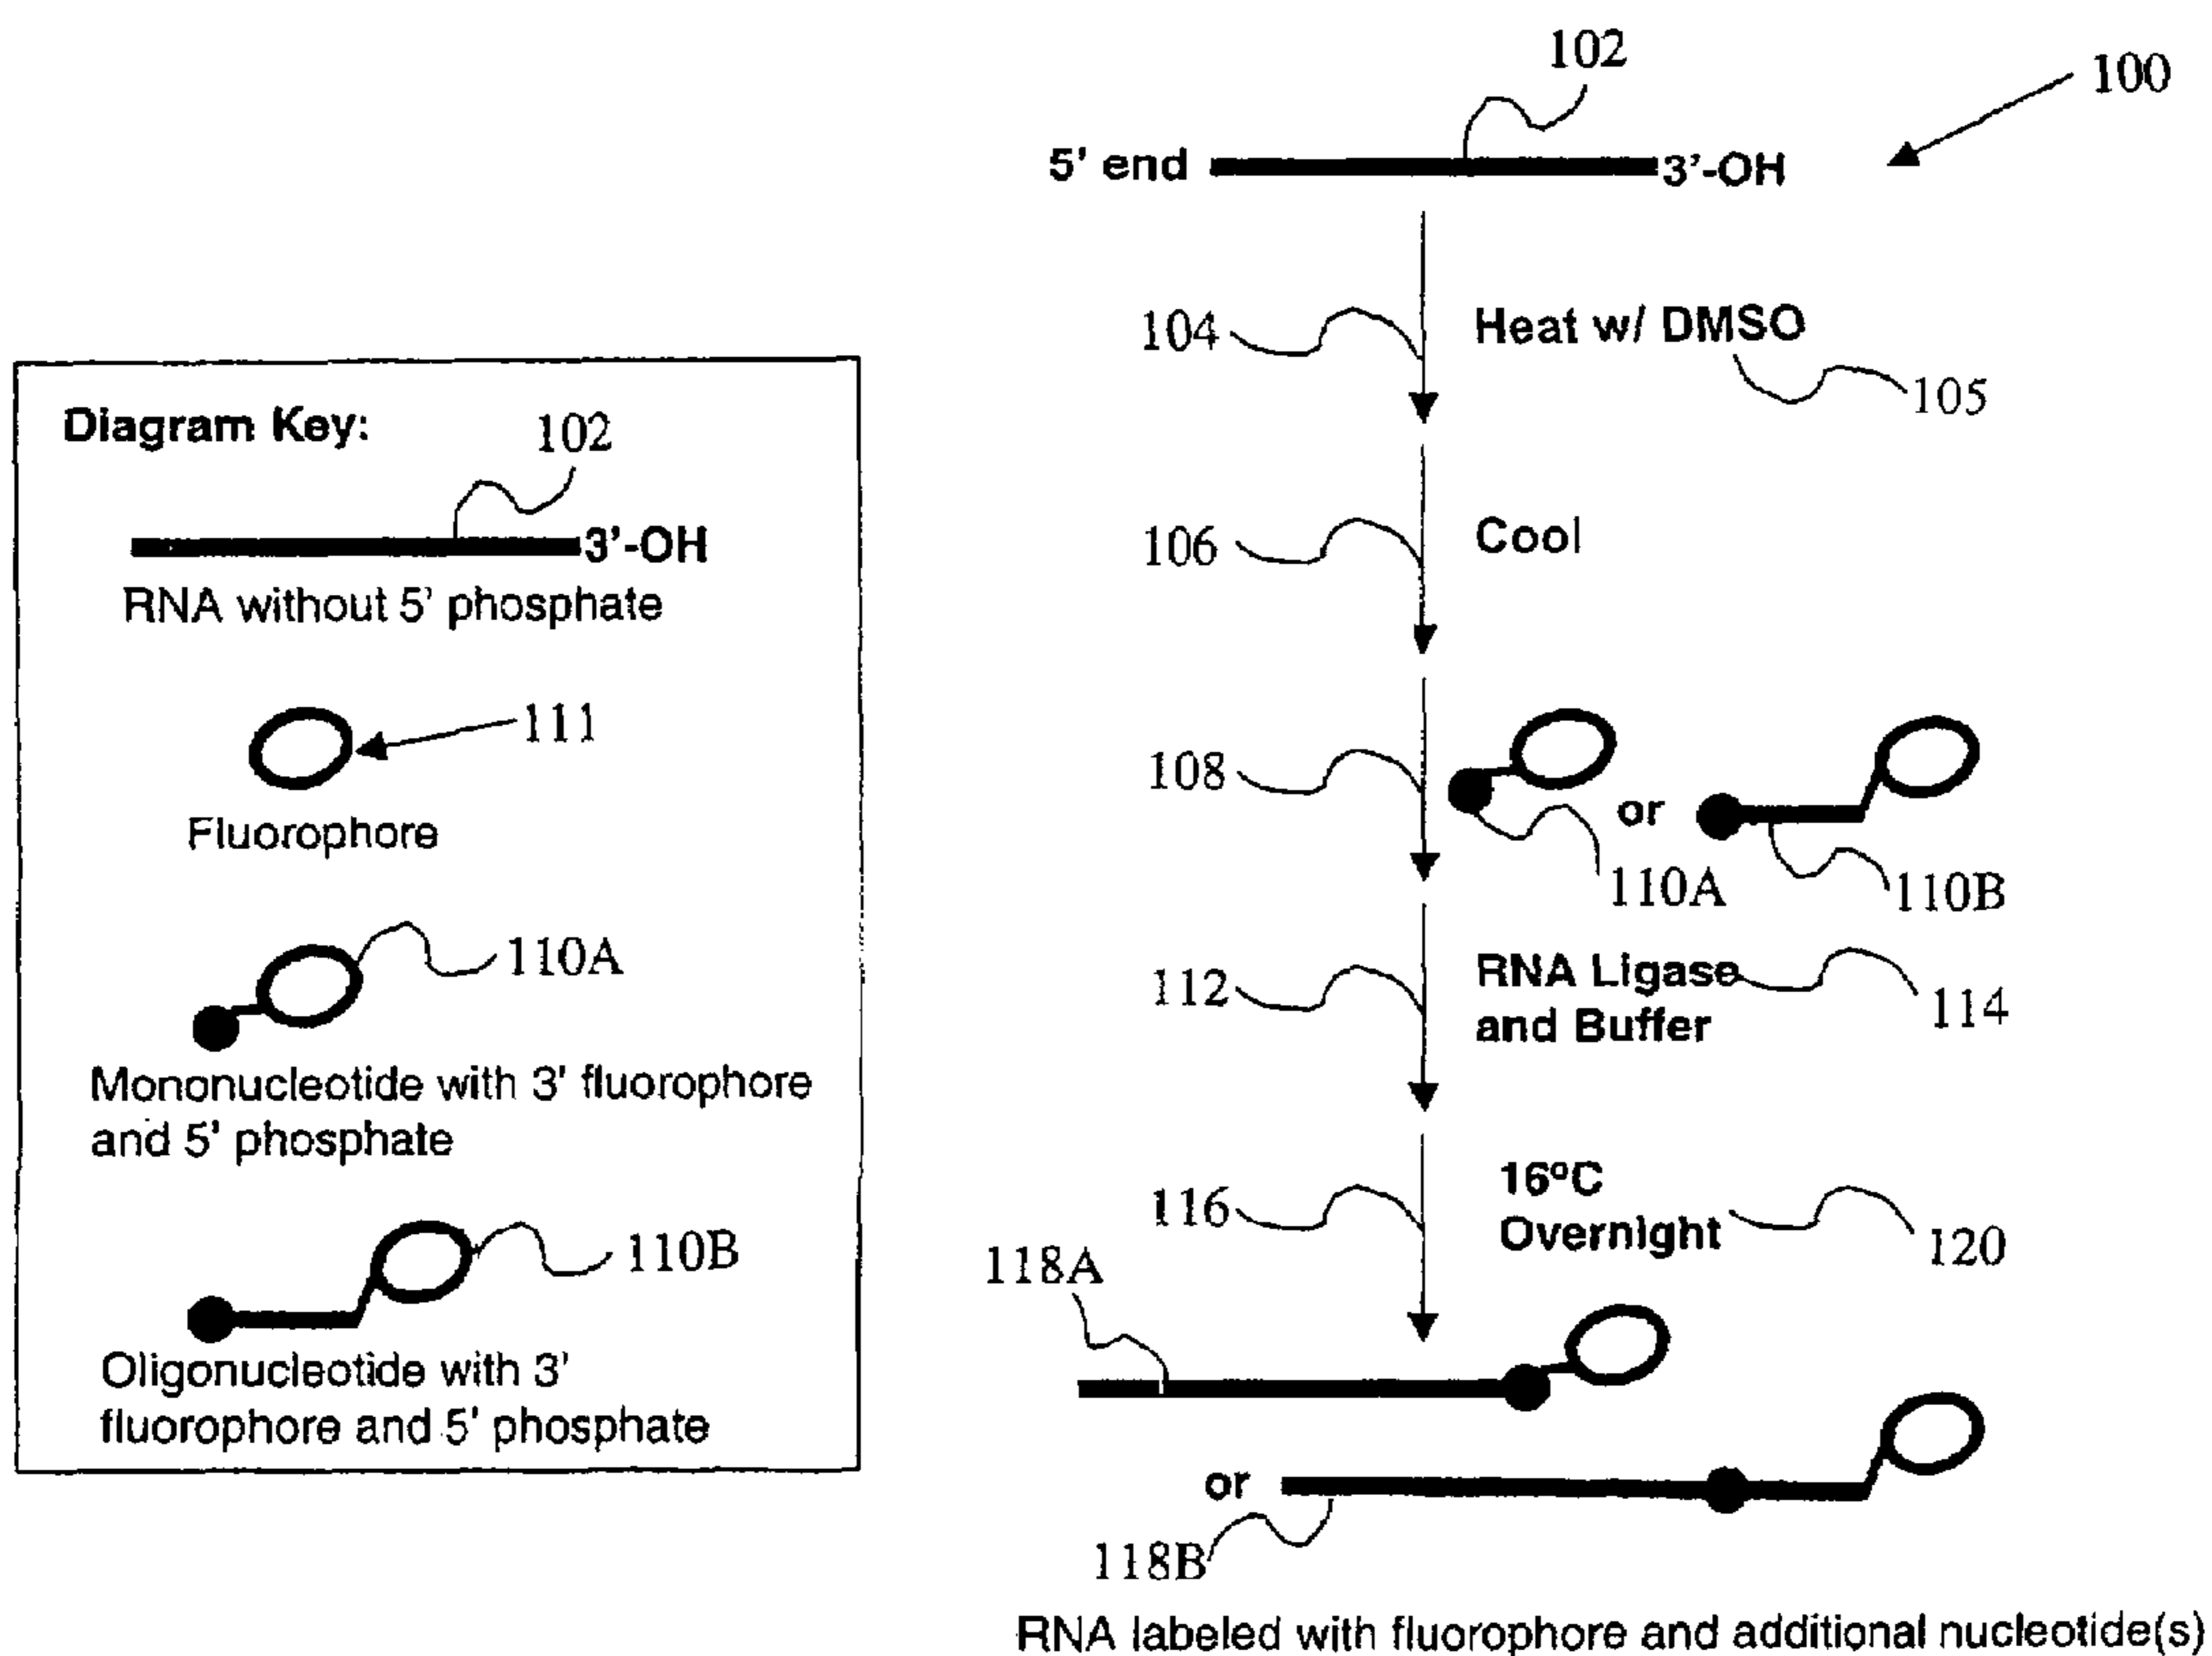 102
100
5' end
3'-OH
104
Heat w/ DMSO
105
106
Cool
108
or
110A
110B
112
RNA Ligase
and Buffer
114
116
16ºC
Overnight
120
118A
or
118B
RNA labeled with fluorophore and additional nucleotide(s)
Diagram Key:
102
3'-OH
RNA without 5' phosphate
111
Fluorophore
110A
Mononucleotide with 3' fluorophore
and 5' phosphate
110B
Oligonucleotide with 3'
fluorophore and 5' phosphate